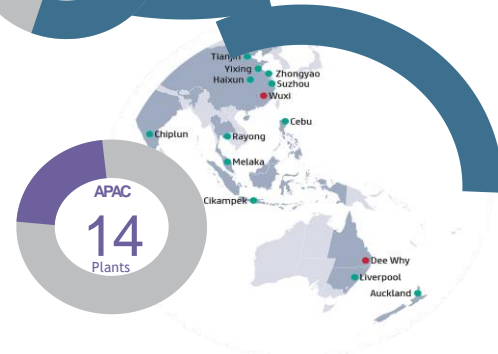 Tianjin
Yixing
Zhongyao
Haixun
Suzhou
Wuxi
Cebu
Chiplun
Rayong
Melaka
APAC
14
Plants
Cikampek
Dee Why
Liverpool
Auckland